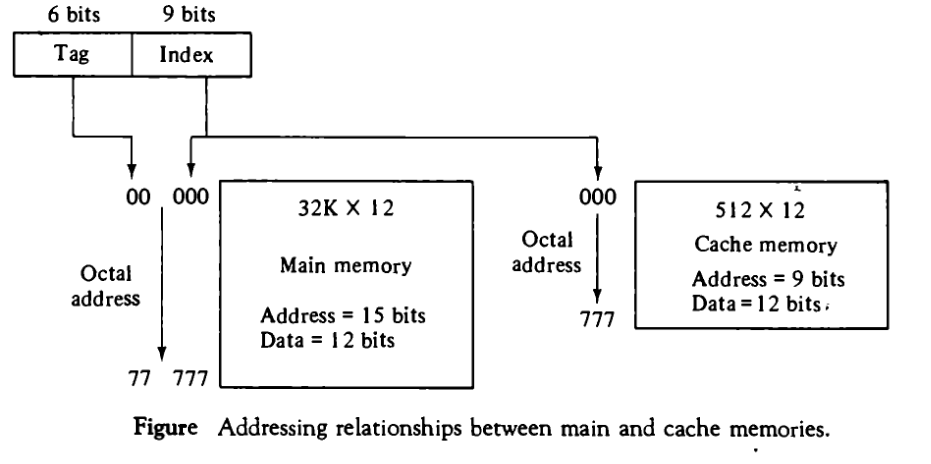 6 bits 9 bits
Tag Index
00 000
Octal
address
77 777
32K X 12
Main memory
Address = 15 bits
Data = 12 bits
000
Octal
address
777
512 X 12
Cache memory
Address = 9 bits
Data = 12 bits
Figure Addressing relationships between main and cache memories.